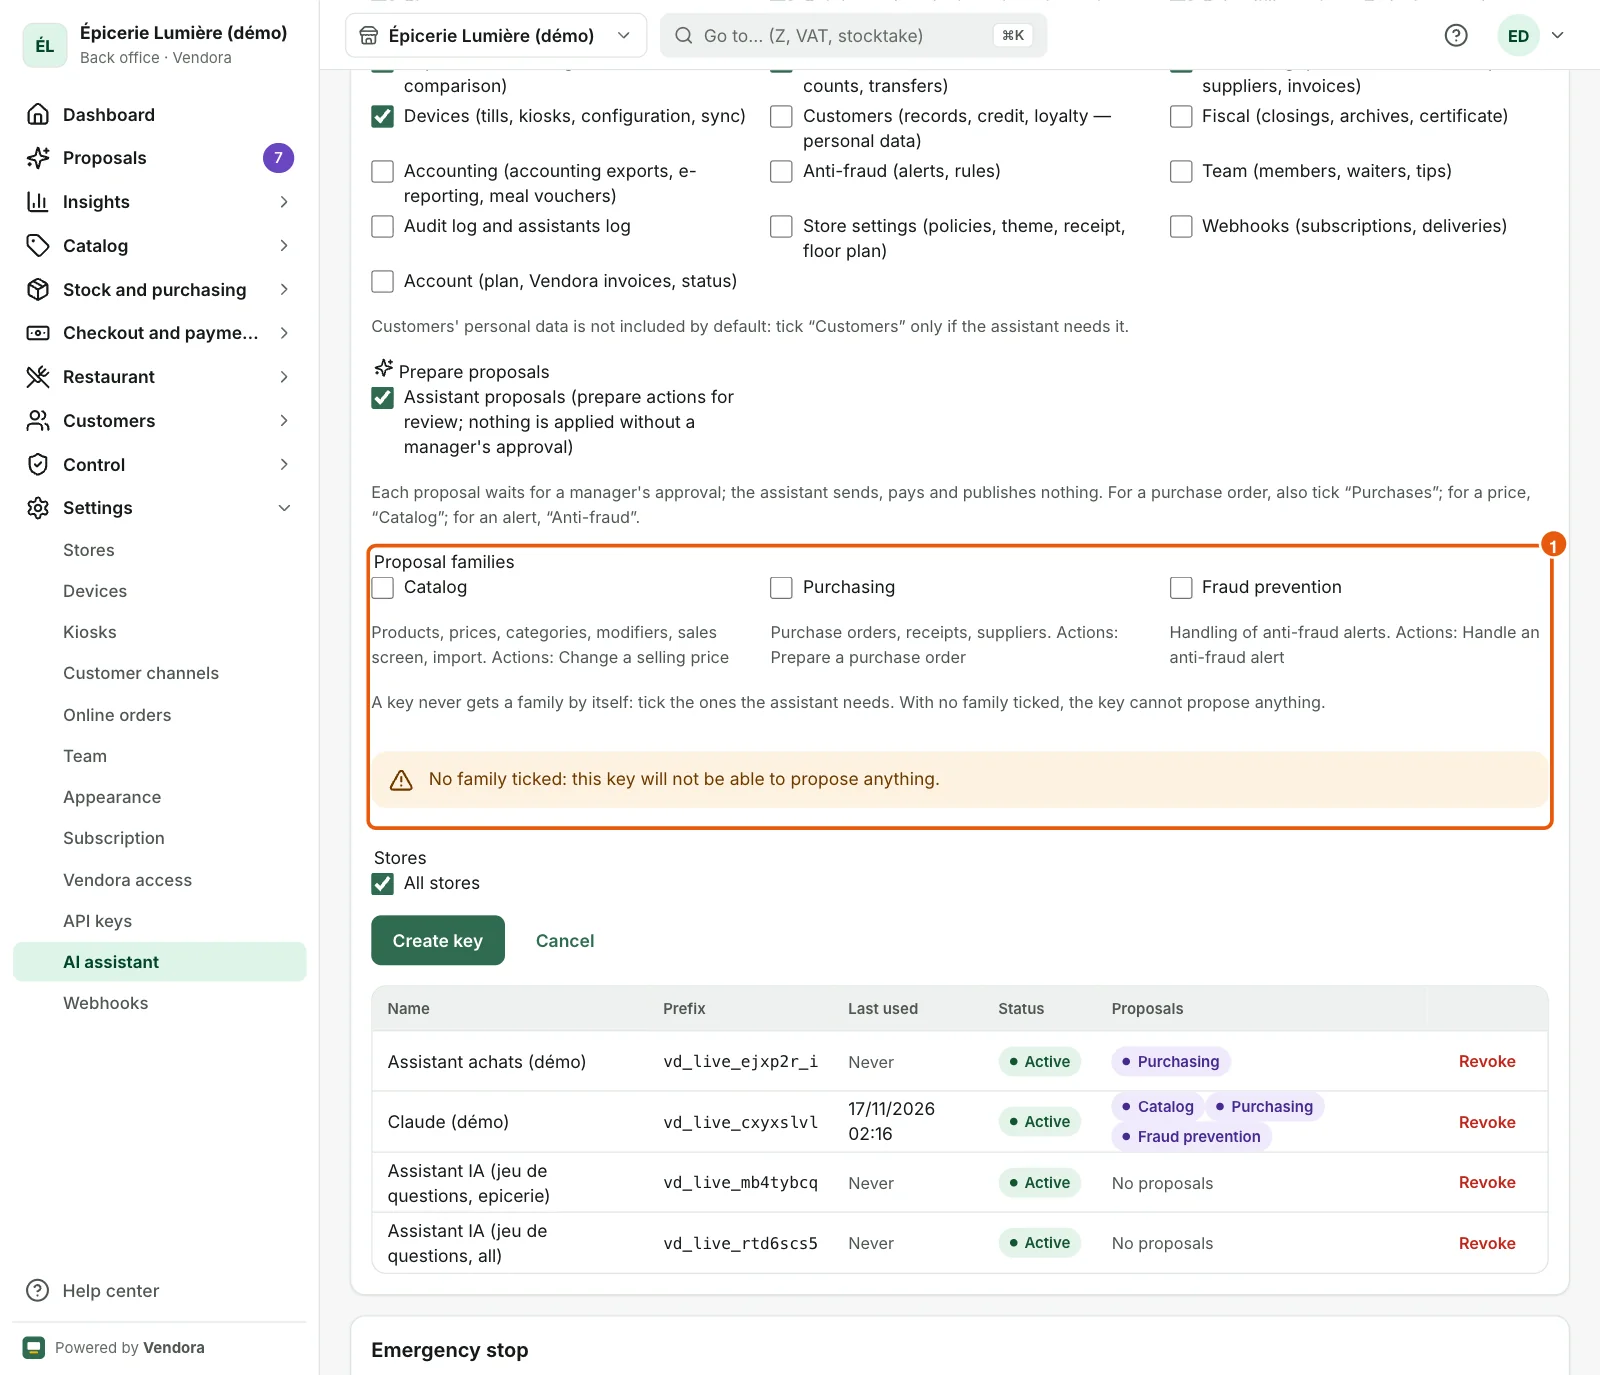 ÉL
Épicerie Lumière (démo)
Back office · Vendora
Dashboard
Proposals
7
Insights
Catalog
Stock and purchasing
Checkout and payme...
Restaurant
Customers
Control
Settings
Stores
Devices
Kiosks
Customer channels
Online orders
Team
Appearance
Subscription
Vendora access
API keys
AI assistant
Webhooks
Help center
Powered by Vendora
Épicerie Lumière (démo)
Go to... (Z, VAT, stocktake)
⌘K
ED
comparison)
counts, transfers)
suppliers, invoices)
Devices (tills, kiosks, configuration, sync)
Customers (records, credit, loyalty —
personal data)
Fiscal (closings, archives, certificate)
Accounting (accounting exports, e-
reporting, meal vouchers)
Anti-fraud (alerts, rules)
Team (members, waiters, tips)
Audit log and assistants log
Store settings (policies, theme, receipt,
floor plan)
Webhooks (subscriptions, deliveries)
Account (plan, Vendora invoices, status)
Customers' personal data is not included by default: tick “Customers” only if the assistant needs it.
Prepare proposals
Assistant proposals (prepare actions for
review; nothing is applied without a
manager's approval)
Each proposal waits for a manager's approval; the assistant sends, pays and publishes nothing. For a purchase order, also tick “Purchases”; for a price,
“Catalog”; for an alert, “Anti-fraud”.
1
Proposal families
Catalog
Products, prices, categories, modifiers, sales
screen, import. Actions: Change a selling price
Purchasing
Purchase orders, receipts, suppliers. Actions:
Prepare a purchase order
Fraud prevention
Handling of anti-fraud alerts. Actions: Handle an
anti-fraud alert
A key never gets a family by itself: tick the ones the assistant needs. With no family ticked, the key cannot propose anything.
No family ticked: this key will not be able to propose anything.
Stores
All stores
Create key
Cancel
Name Prefix Last used Status Proposals
Assistant achats (démo) vd_live_ejxp2r_i Never Active Purchasing Revoke
Claude (démo) vd_live_cxyxslvl 17/11/2026 02:16 Active Catalog Purchasing Fraud prevention Revoke
Assistant IA (jeu de
questions, epicerie) vd_live_mb4tybcq Never Active No proposals Revoke
Assistant IA (jeu de
questions, all) vd_live_rtd6scs5 Never Active No proposals Revoke
Emergency stop